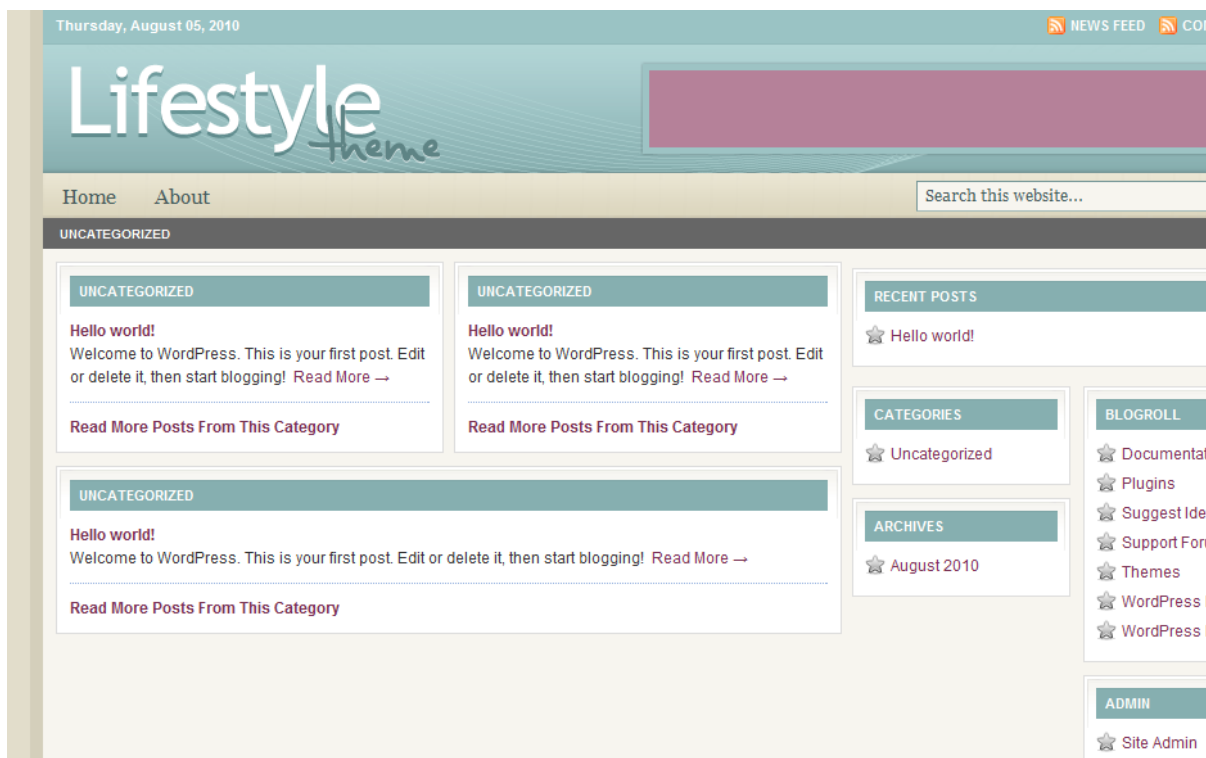 Thursday, August 05, 2010
NEWS FEED
Lifestyle
theme
Home About
Search this website...
UNCATEGORIZED
UNCATEGORIZED
Hello world!
Welcome to WordPress. This is your first post. Edit
or delete it, then start blogging! Read More →
Read More Posts From This Category
UNCATEGORIZED
Hello world!
Welcome to WordPress. This is your first post. Edit
or delete it, then start blogging! Read More →
Read More Posts From This Category
UNCATEGORIZED
Hello world!
Welcome to WordPress. This is your first post. Edit or delete it, then start blogging! Read More →
Read More Posts From This Category
RECENT POSTS
Hello world!
CATEGORIES
Uncategorized
ARCHIVES
August 2010
BLOGROLL
Plugins
Suggest
Support
Themes
WordPress
WordPress
ADMIN
Site Admin